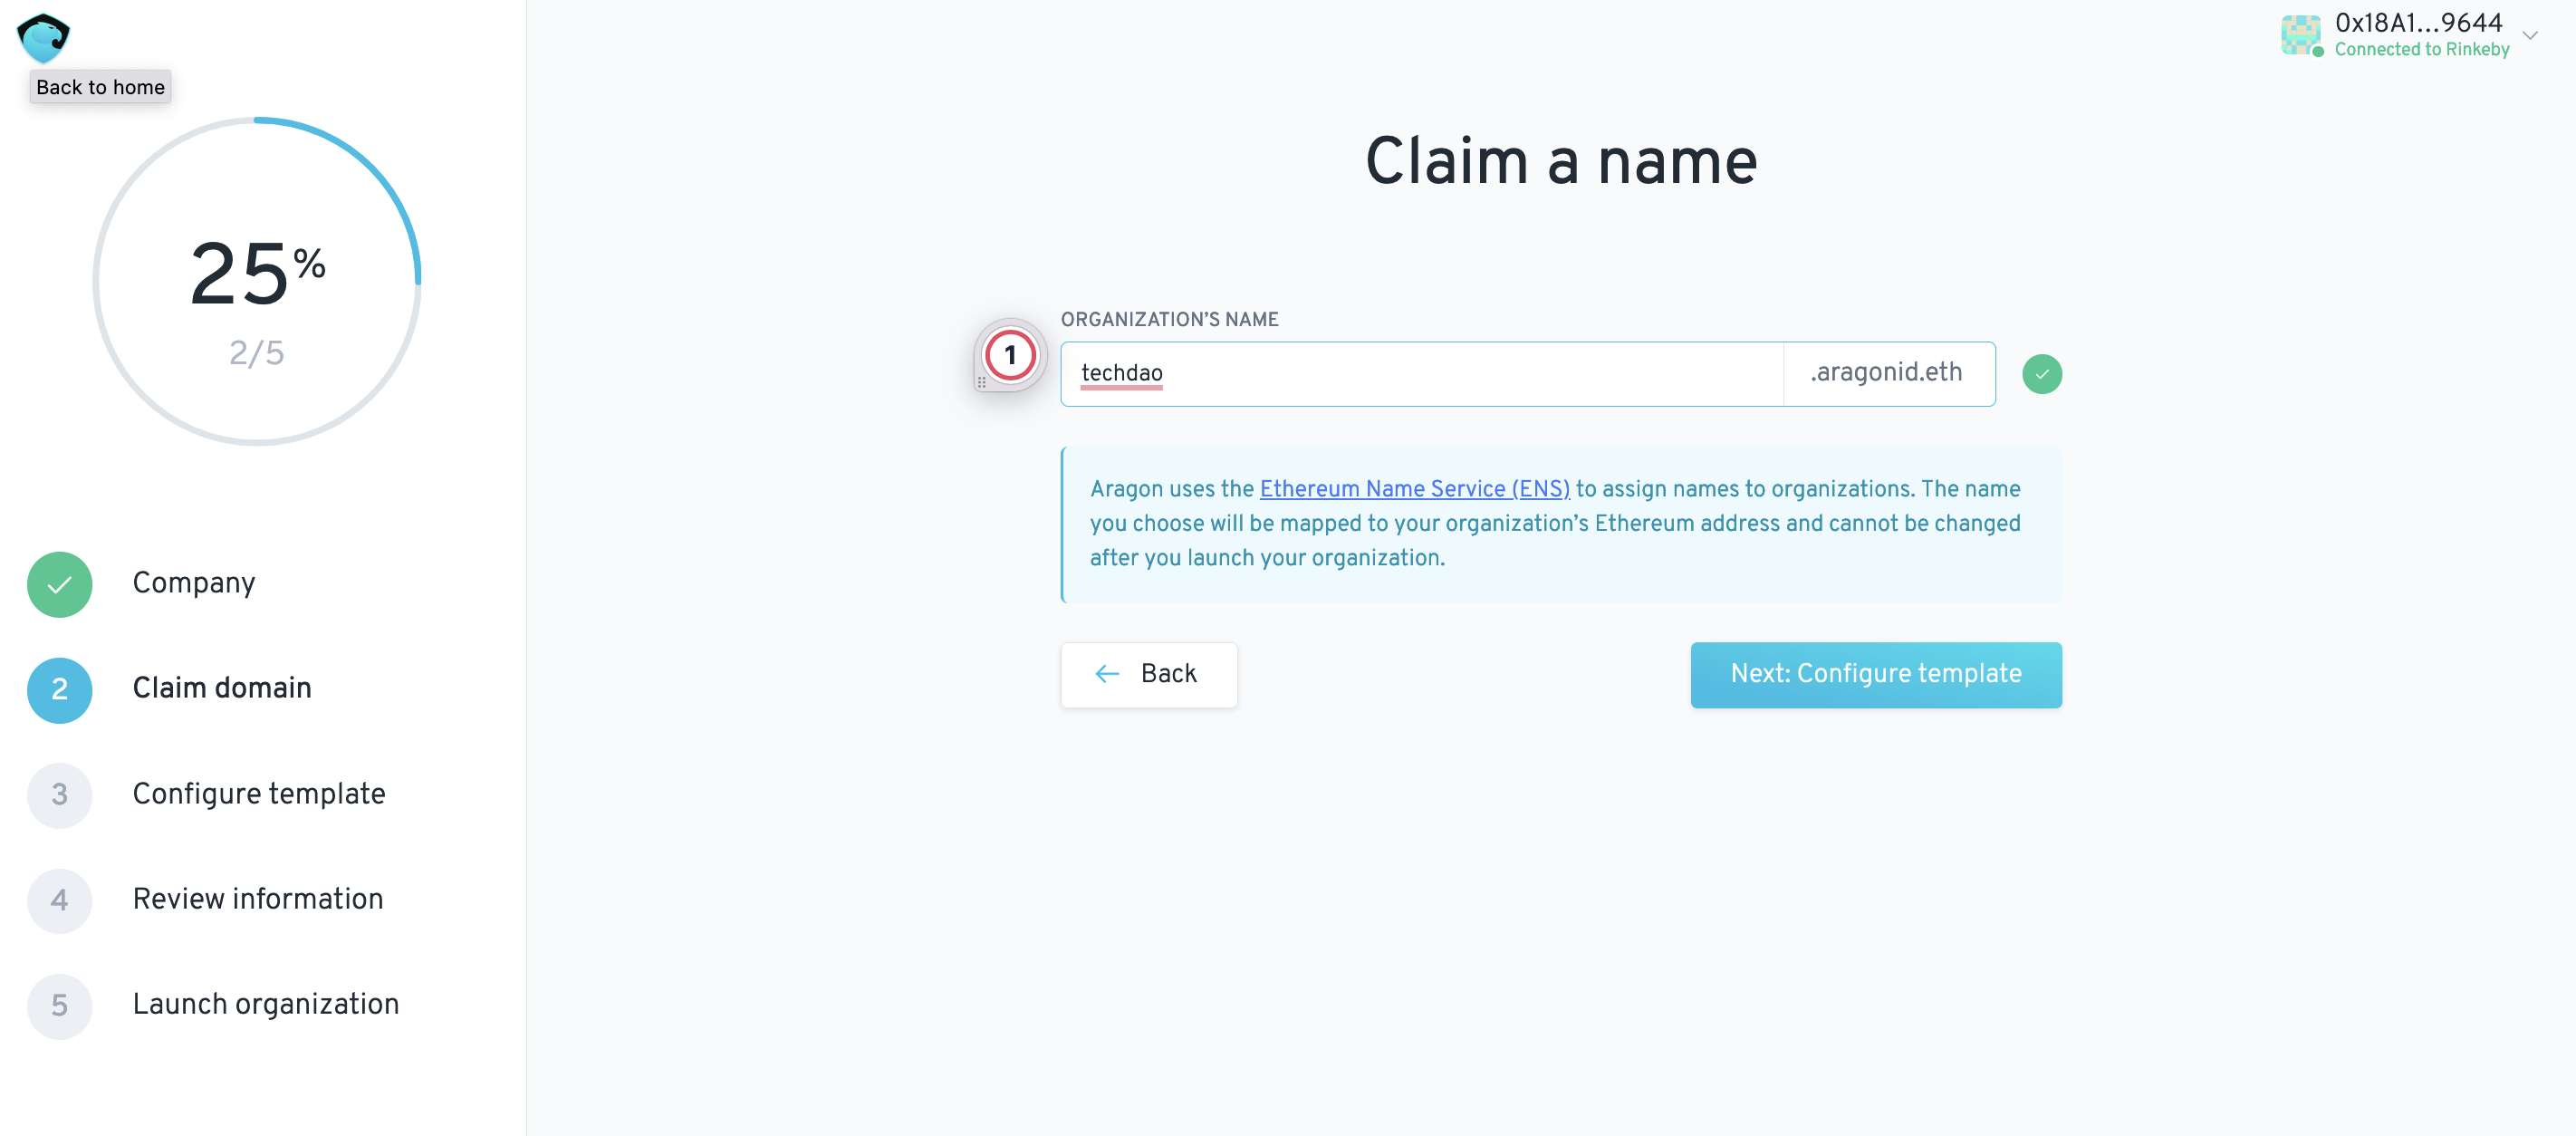 Back to home
25%
2/5
Company
2 Claim domain
3 Configure template
4 Review information
5 Launch organization
0x18A1...9644
Connected to Rinkeby
Claim a name
ORGANIZATION’S NAME
1
techdao .aragonid.eth
Aragon uses the Ethereum Name Service (ENS) to assign names to organizations. The name
you choose will be mapped to your organization’s Ethereum address and cannot be changed
after you launch your organization.
← Back
Next: Configure template